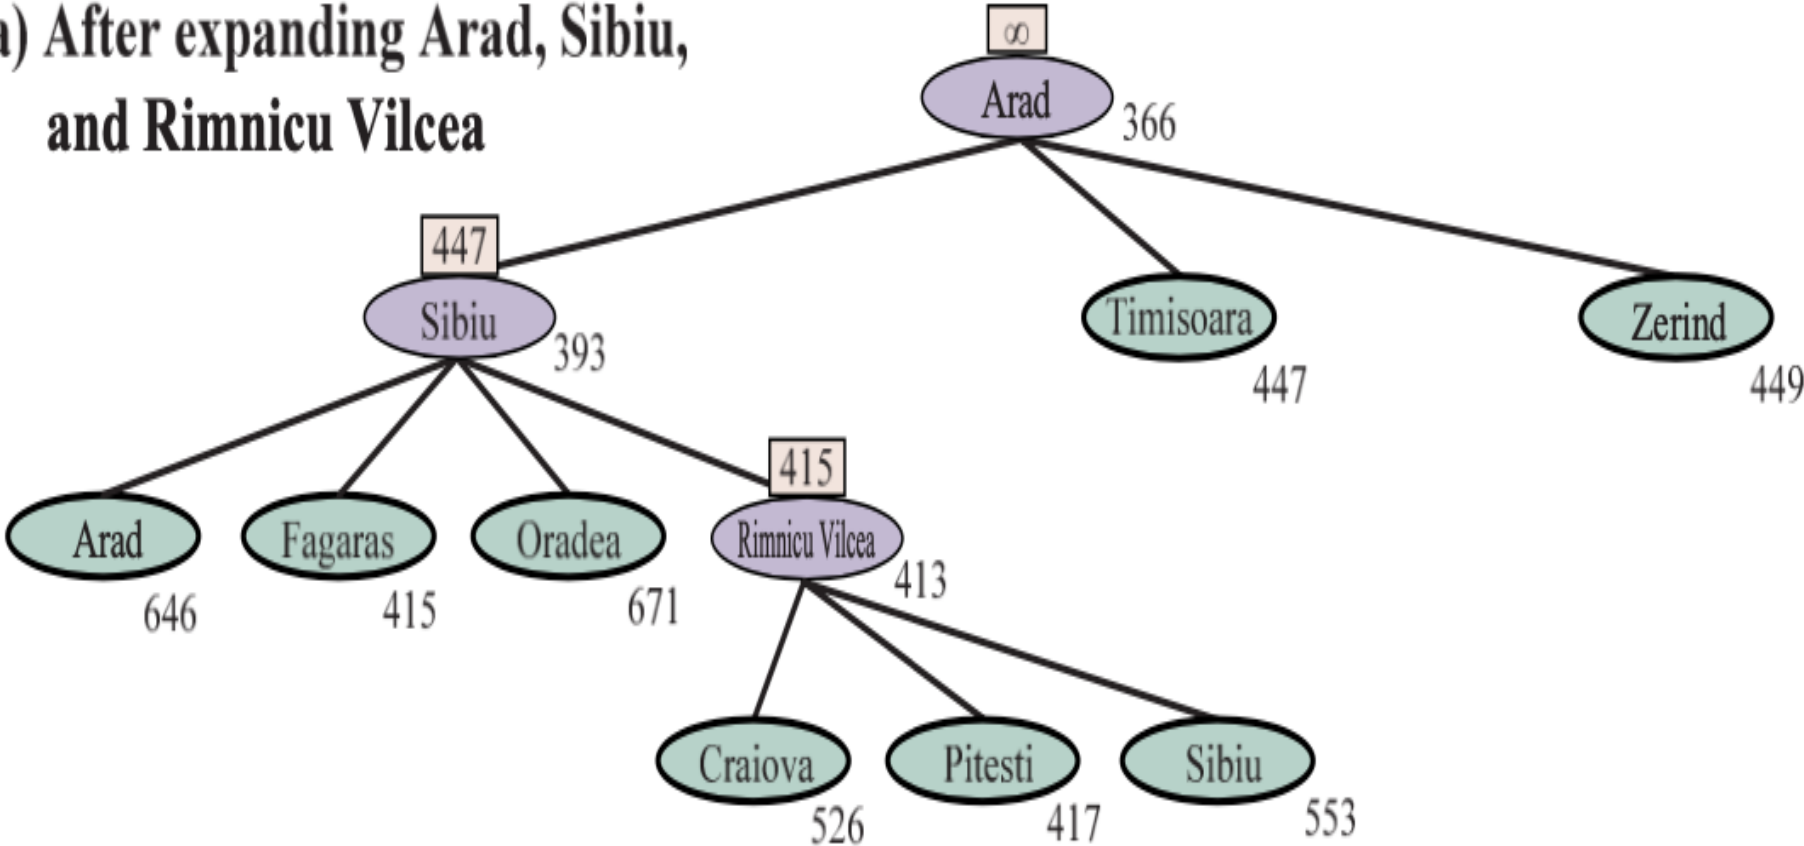 a) After expanding Arad, Sibiu,
and Rimnicu Vilcea
∞
Arad
366
447
Sibiu
393
Timisoara
447
Zerind
449
Arad
646
Fagaras
415
Oradea
671
415
Rimnicu Vilcea
413
Craiova
526
Pitesti
417
Sibiu
553